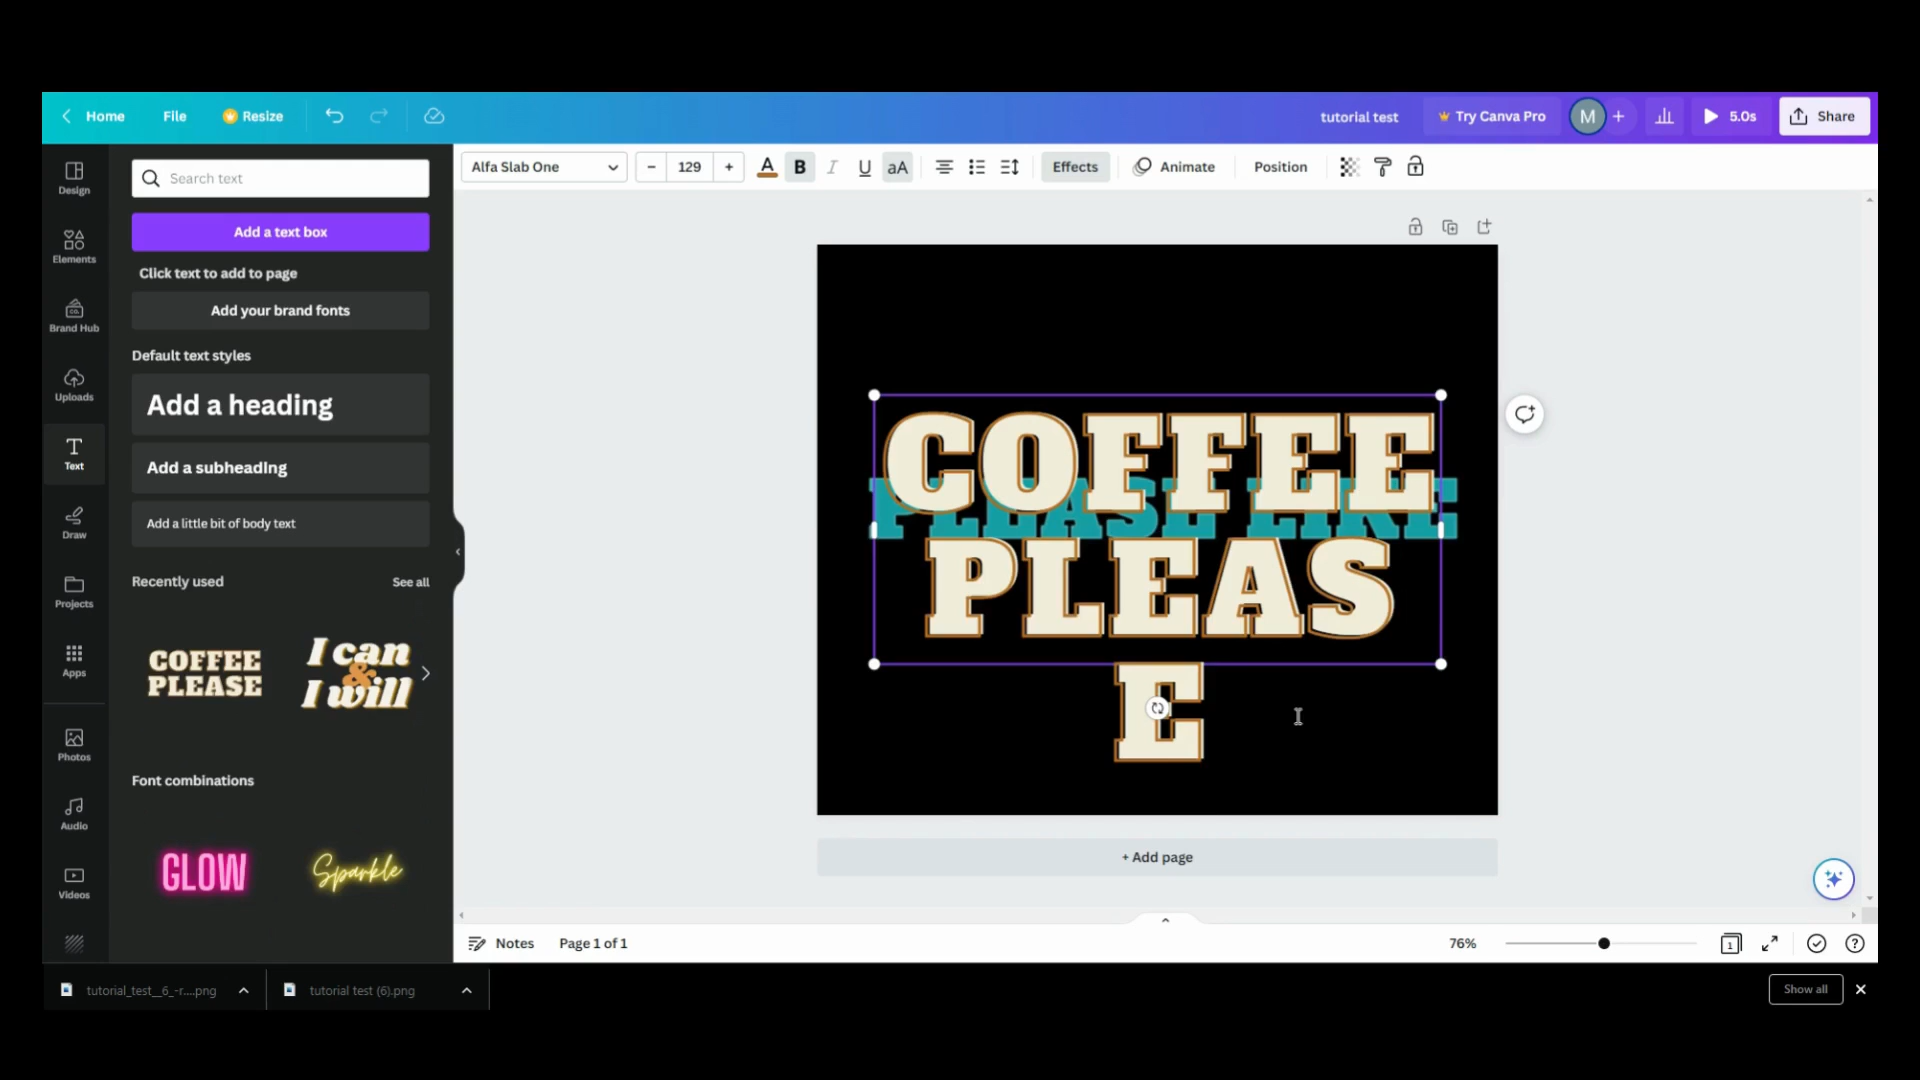 Home File Resize tutorial test Try Canva Pro M + 5.0s Share
Search text
Alfa Slab One − 129 + A B I U aA Effects Animate Position
Design
Elements
Brand Hub
Uploads
Text
Draw
Projects
Apps
Photos
Audio
Videos
Add a text box
Click text to add to page
Add your brand fonts
Default text styles
Add a heading
Add a subheading
Add a little bit of body text
Recently used See all
COFFEE
PLEASE
I can
&
I will
Font combinations
GLOW
Sparkle
COFFEE
PLEASE LIKE
PLEAS
E
+ Add page
Notes Page 1 of 1 76% 1 ?
tutorial_test__6_-r....png tutorial test (6).png Show all